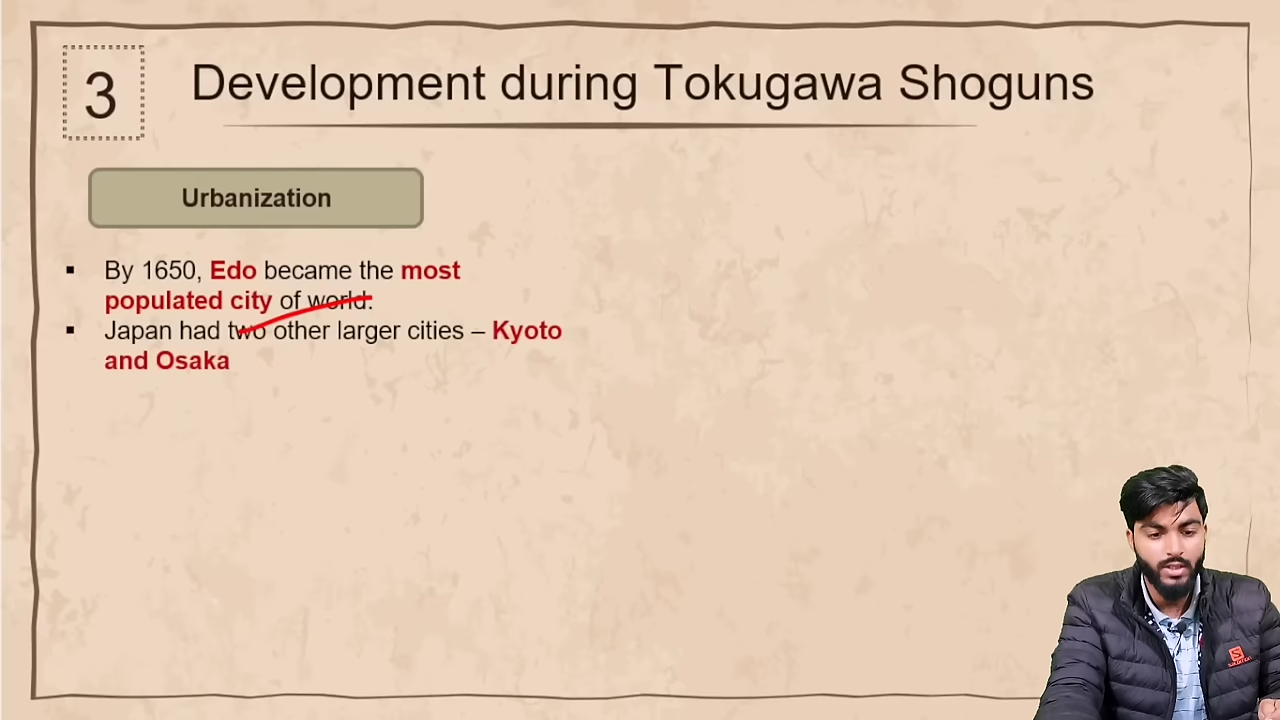 3
Development during Tokugawa Shoguns
Urbanization
▪ By 1650, Edo became the most
populated city of world.
▪ Japan had two other larger cities – Kyoto
and Osaka